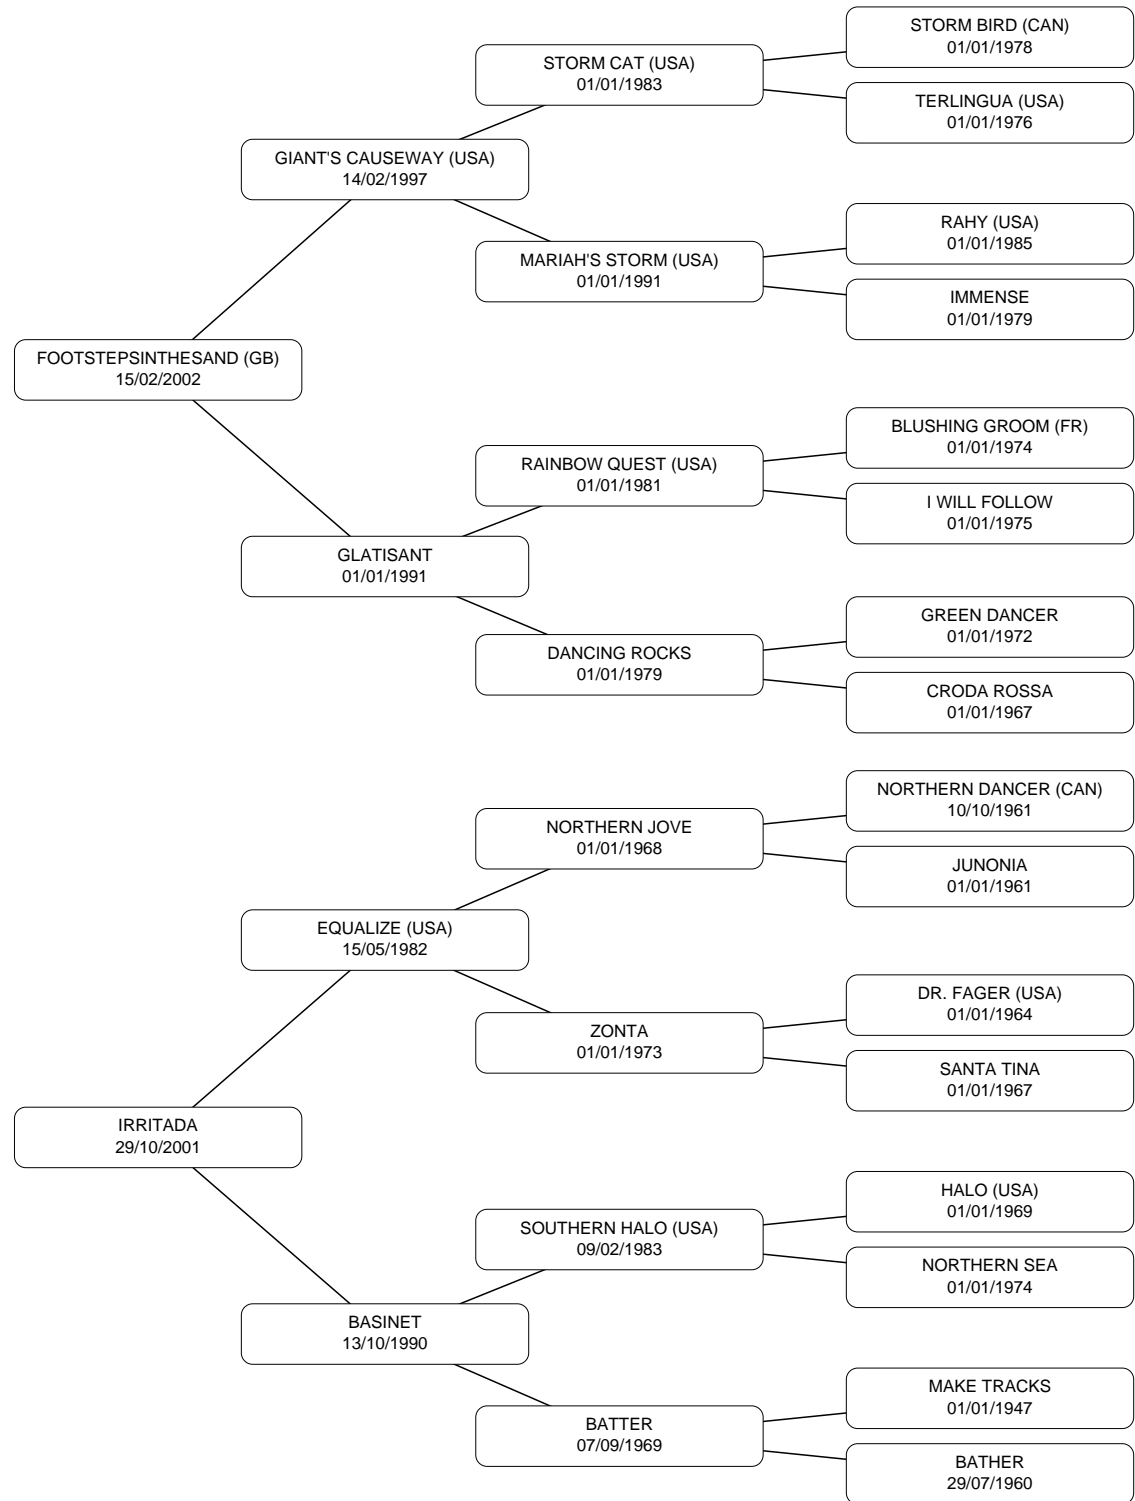 STORM BIRD (CAN)
01/01/1978
STORM CAT (USA)
01/01/1983
TERLINGUA (USA)
01/01/1976
GIANT'S CAUSEWAY (USA)
14/02/1997
RAHY (USA)
01/01/1985
MARIAH'S STORM (USA)
01/01/1991
IMMENSE
01/01/1979
FOOTSTEPSINTHESAND (GB)
15/02/2002
BLUSHING GROOM (FR)
01/01/1974
RAINBOW QUEST (USA)
01/01/1981
I WILL FOLLOW
01/01/1975
GLATISANT
01/01/1991
GREEN DANCER
01/01/1972
DANCING ROCKS
01/01/1979
CRODA ROSSA
01/01/1967
NORTHERN DANCER (CAN)
10/10/1961
NORTHERN JOVE
01/01/1968
JUNONIA
01/01/1961
EQUALIZE (USA)
15/05/1982
DR. FAGER (USA)
01/01/1964
ZONTA
01/01/1973
SANTA TINA
01/01/1967
IRRITADA
29/10/2001
HALO (USA)
01/01/1969
SOUTHERN HALO (USA)
09/02/1983
NORTHERN SEA
01/01/1974
BASINET
13/10/1990
MAKE TRACKS
01/01/1947
BATTER
07/09/1969
BATHER
29/07/1960